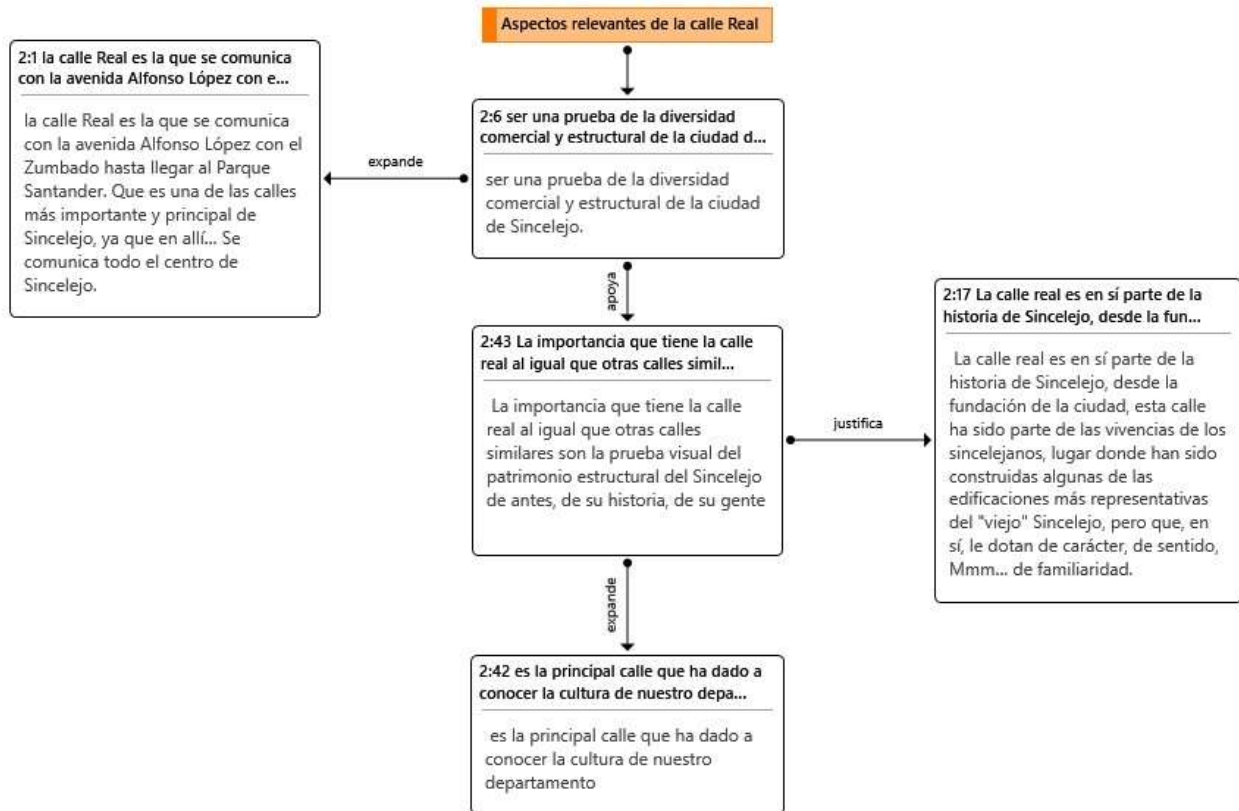 Aspectos relevantes de la calle Real
2:1 la calle Real es la que se comunica
con la avenida Alfonso López con e...
la calle Real es la que se comunica
con la avenida Alfonso López con el
Zumbado hasta llegar al Parque
Santander. Que es una de las calles
más importante y principal de
Sincelejo, ya que en allí... Se
comunica todo el centro de
Sincelejo.
expande
2:6 ser una prueba de la diversidad
comercial y estructural de la ciudad d...
ser una prueba de la diversidad
comercial y estructural de la ciudad
de Sincelejo.
apoya
2:43 La importancia que tiene la calle
real al igual que otras calles simil...
La importancia que tiene la calle
real al igual que otras calles
similares son la prueba visual del
patrimonio estructural del Sincelejo
de antes, de su historia, de su gente
justifica
2:17 La calle real es en sí parte de la
historia de Sincelejo, desde la fun...
La calle real es en sí parte de la
historia de Sincelejo, desde la
fundación de la ciudad, esta calle
ha sido parte de las vivencias de los
sincelejanos, lugar donde han sido
construidas algunas de las
edificaciones más representativas
del "viejo" Sincelejo, pero que, en
sí, le dotan de carácter, de sentido,
Mmm... de familiaridad.
expande
2:42 es la principal calle que ha dado a
conocer la cultura de nuestro depa...
es la principal calle que ha dado a
conocer la cultura de nuestro
departamento